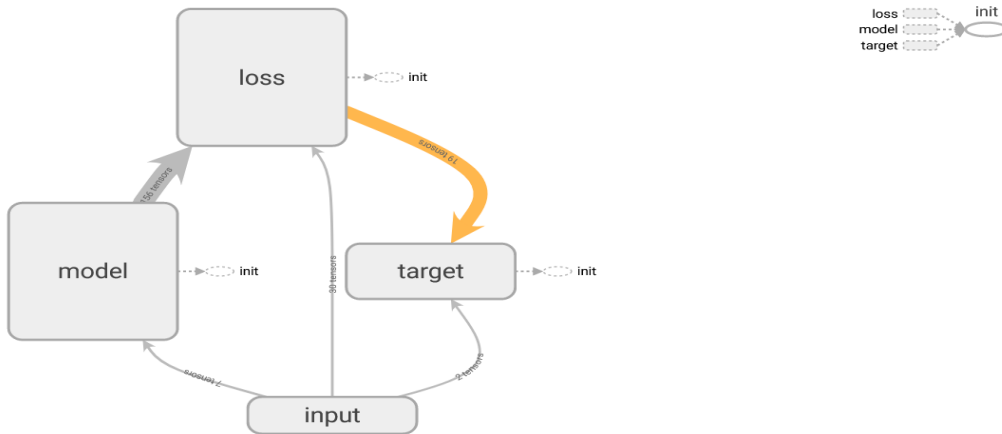 loss
init
model
target
init
loss
init
19 tensors
156 tensors
model
init
target
init
30 tensors
7 tensors
2 tensors
input